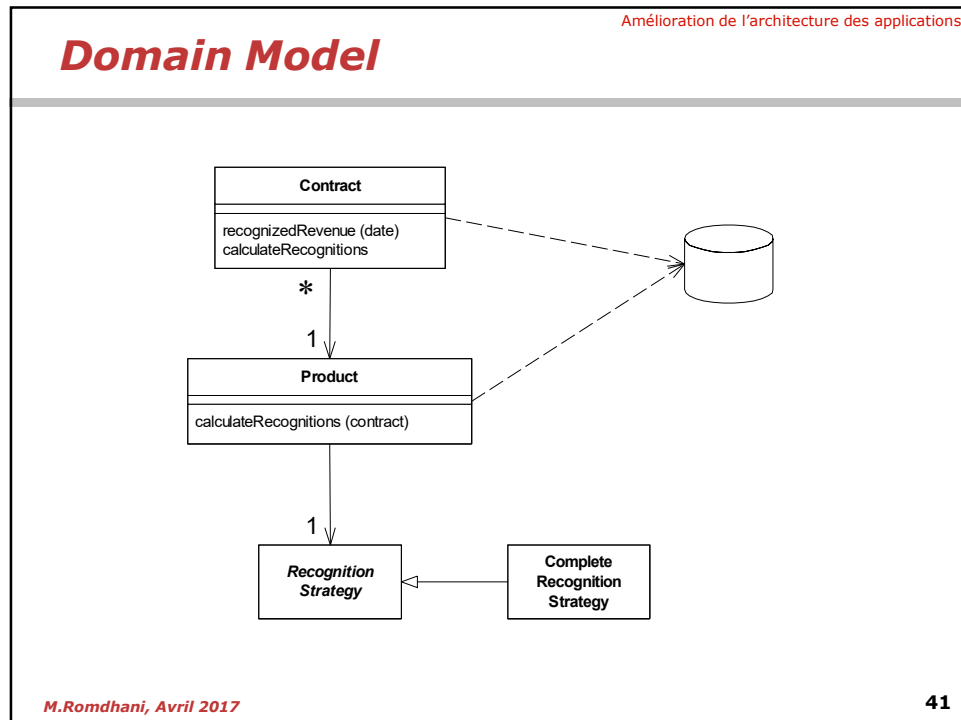 Amélioration de l'architecture des applications
Domain Model
Contract
recognizedRevenue (date)
calculateRecognitions
*
1
Product
calculateRecognitions (contract)
1
Recognition
Strategy
Complete
Recognition
Strategy
M.Romdhani, Avril 2017
41